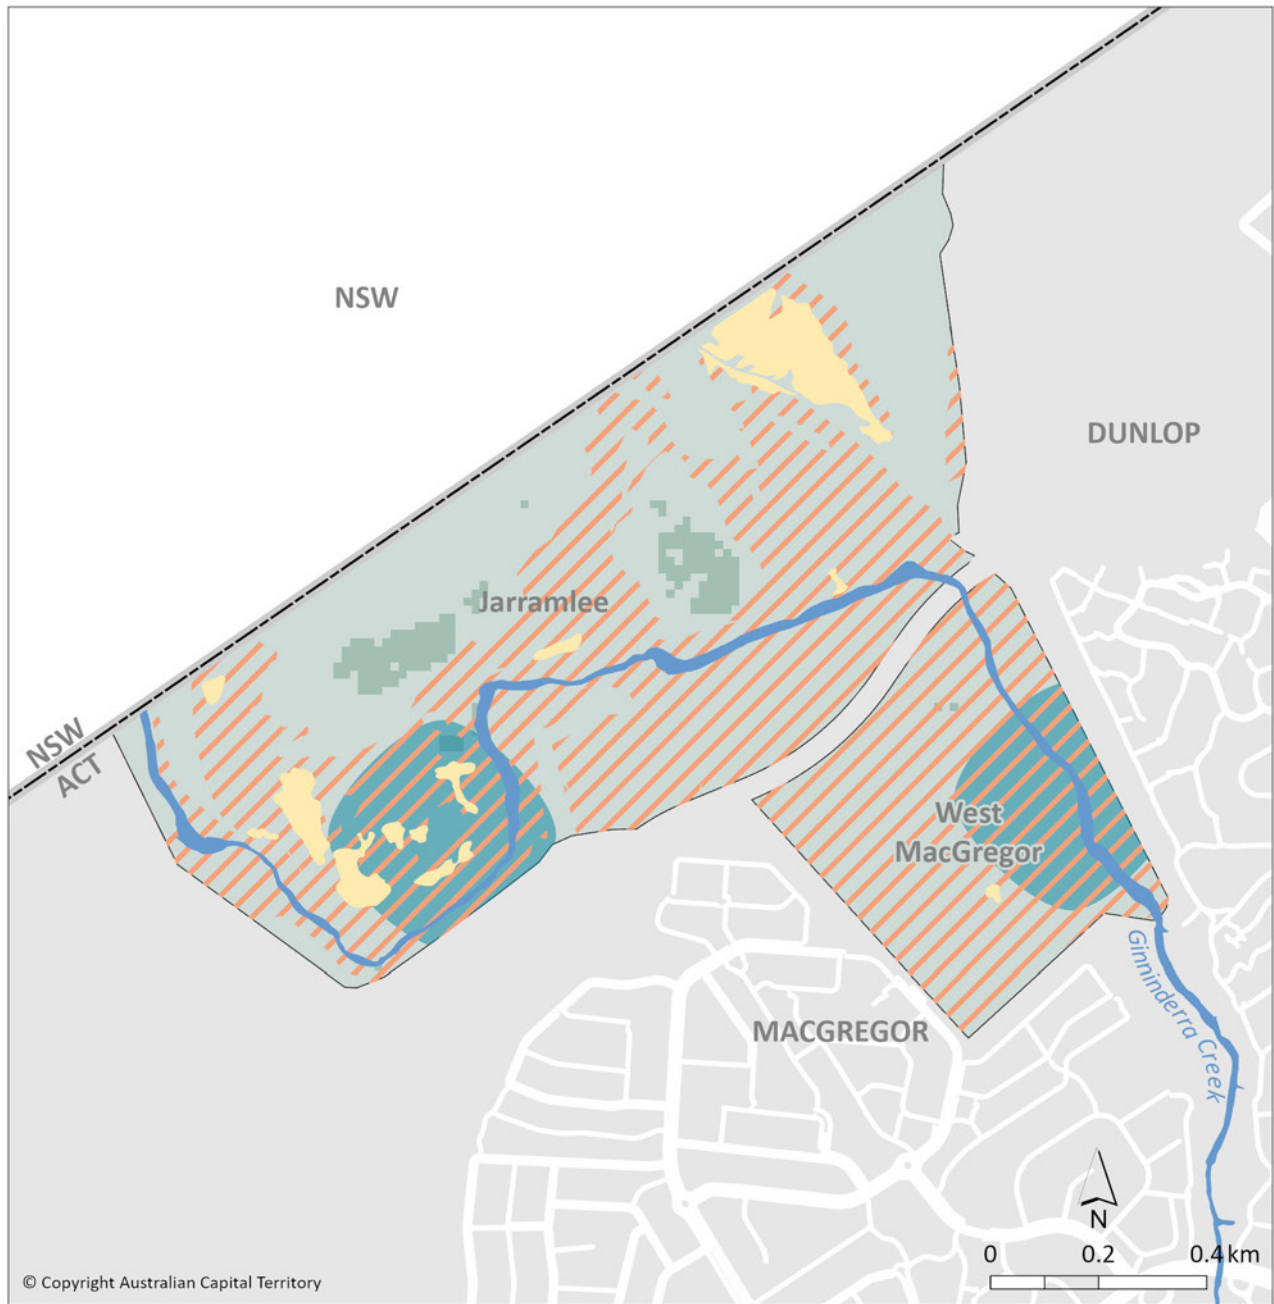 NSW
DUNLOP
Jarramlee
NSW
ACT
West
MacGregor
Ginninderra Creek
MACGREGOR
N
0 0.2 0.4 km
© Copyright Australian Capital Territory